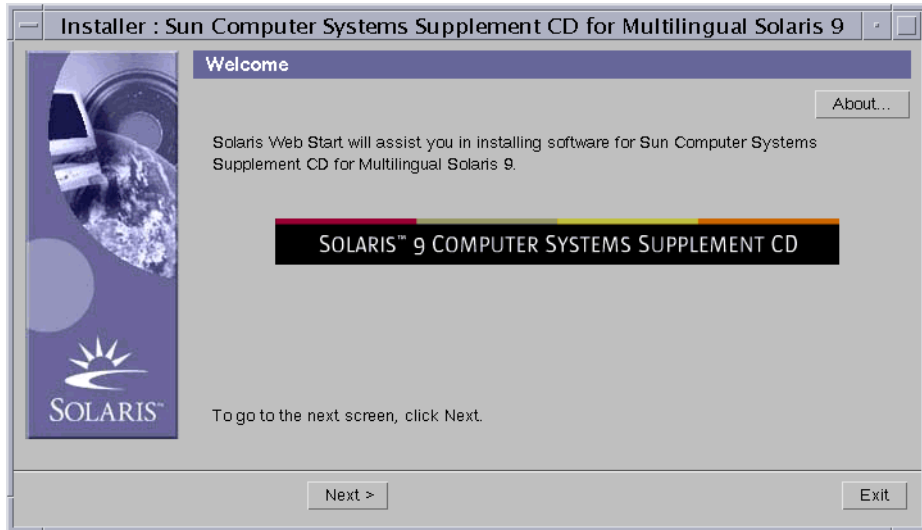 Installer : Sun Computer Systems Supplement CD for Multilingual Solaris 9
Welcome
About...
Solaris Web Start will assist you in installing software for Sun Computer Systems
Supplement CD for Multilingual Solaris 9.
SOLARIS™ 9 COMPUTER SYSTEMS SUPPLEMENT CD
SOLARIS™
To go to the next screen, click Next.
Next >
Exit